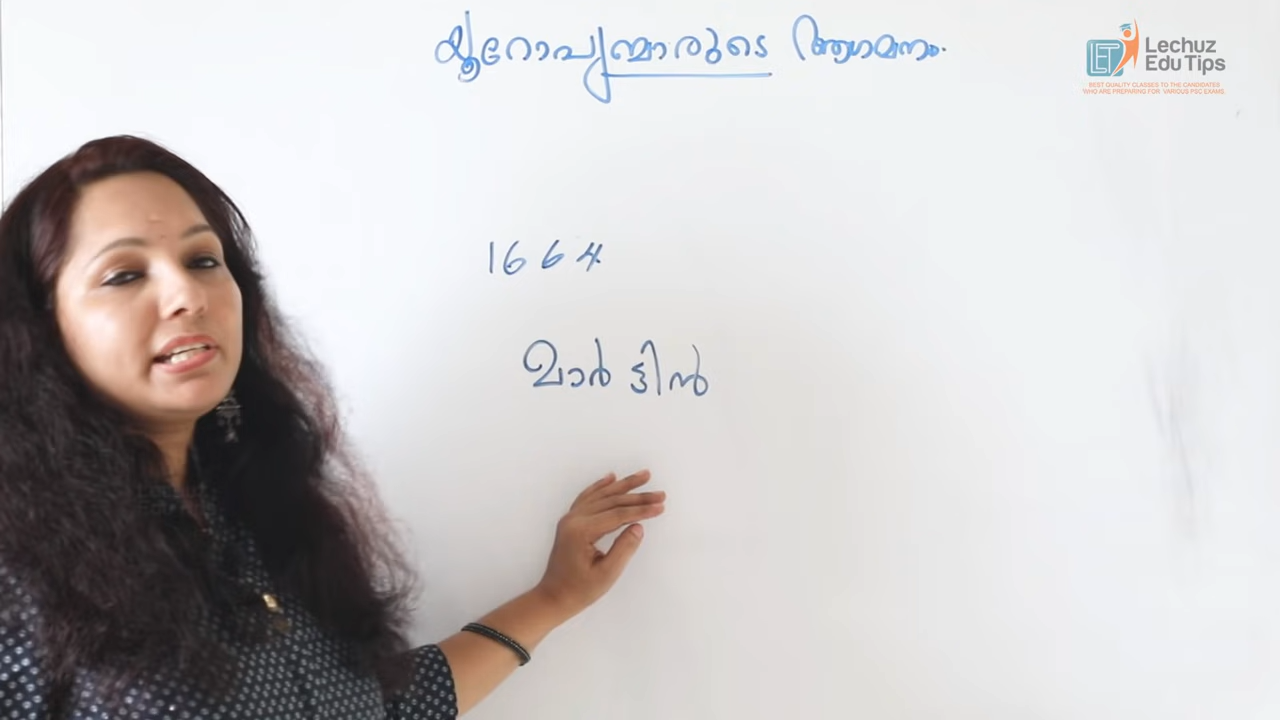 യൂറോപ്യന്മാരുടെ ആഗമനം.
1664
മാർട്ടിൻ
LET
Lechuz
Edu Tips
BEST QUALITY CLASSES TO THE CANDIDATES
WHO ARE PREPARING FOR VARIOUS PSC EXAMS.